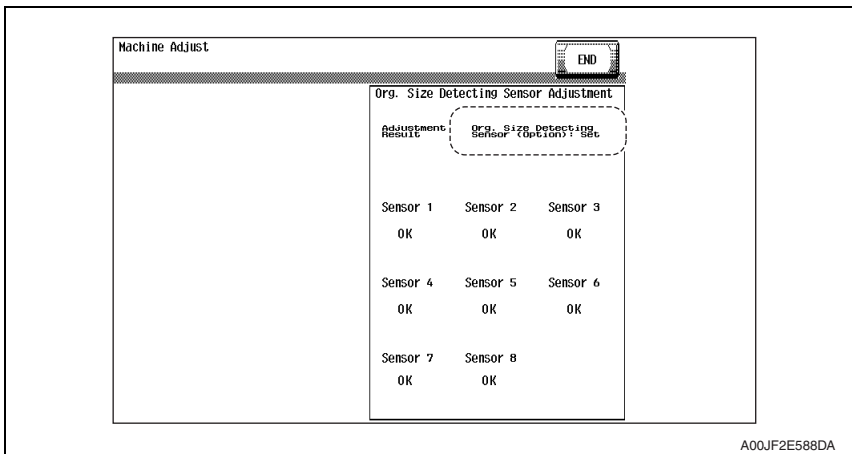 Machine Adjust
END
Org. Size Detecting Sensor Adjustment
Adjustment Result
Org. Size Detecting
Sensor (Option): Set
Sensor 1 Sensor 2 Sensor 3
OK OK OK
Sensor 4 Sensor 5 Sensor 6
OK OK OK
Sensor 7 Sensor 8
OK OK
A00JF2E588DA